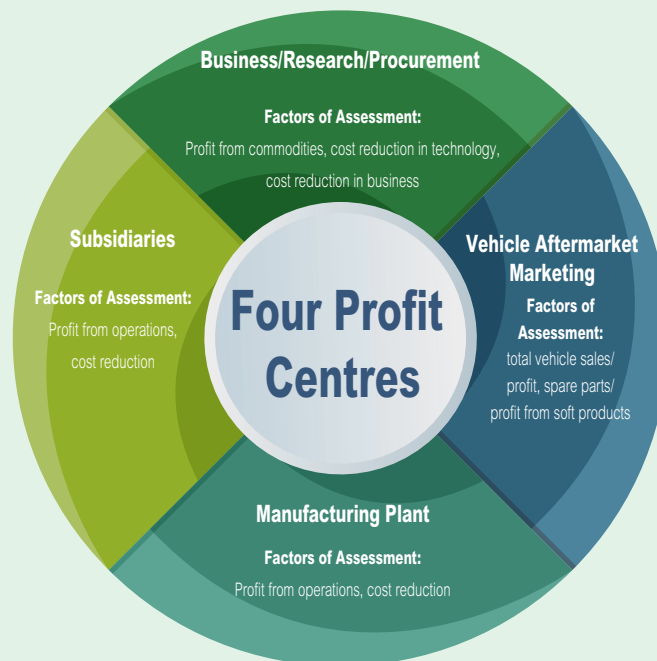 Business/Research/Procurement
Factors of Assessment:
Profit from commodities, cost reduction in technology,
cost reduction in business
Subsidiaries
Factors of Assessment:
Profit from operations,
cost reduction
Four Profit
Centres
Vehicle Aftermarket
Marketing
Factors of
Assessment:
total vehicle sales/
profit, spare parts/
profit from soft products
Manufacturing Plant
Factors of Assessment:
Profit from operations, cost reduction